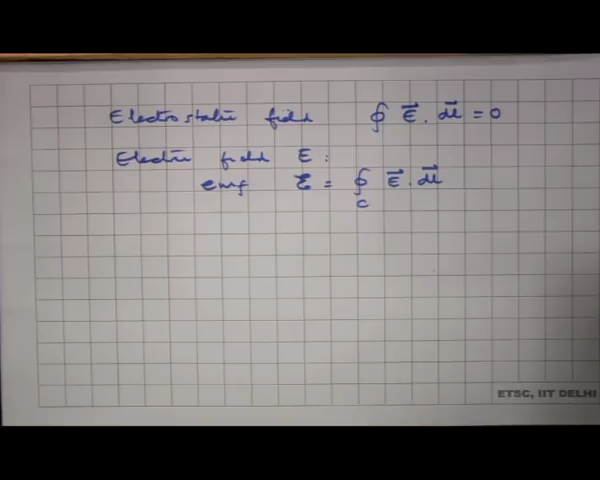 Electrostatic field ∮ E⃗ . dl⃗ = 0
Electric field E :
emf ℰ = ∮ E⃗ . dl⃗
C
ETSC, IIT DELHI